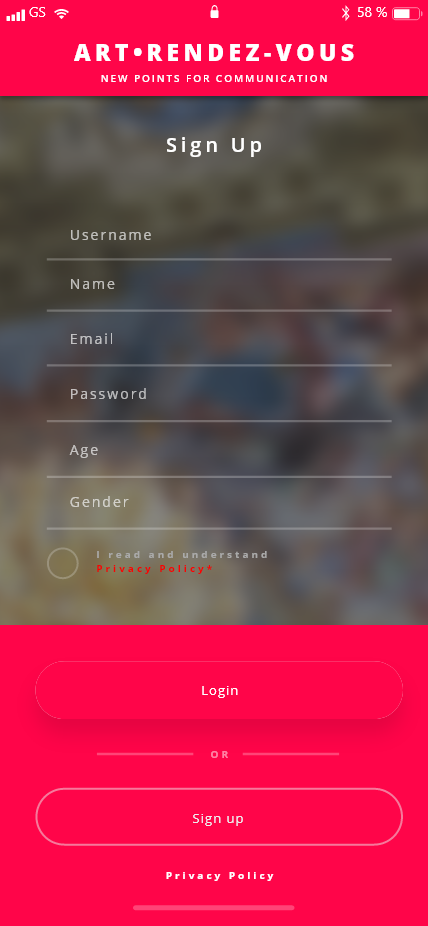 GS 58 %
ART•RENDEZ-VOUS
NEW POINTS FOR COMMUNICATION
Sign Up
Username
Name
Email
Password
Age
Gender
I read and understand
Privacy Policy*
Login
OR
Sign up
Privacy Policy